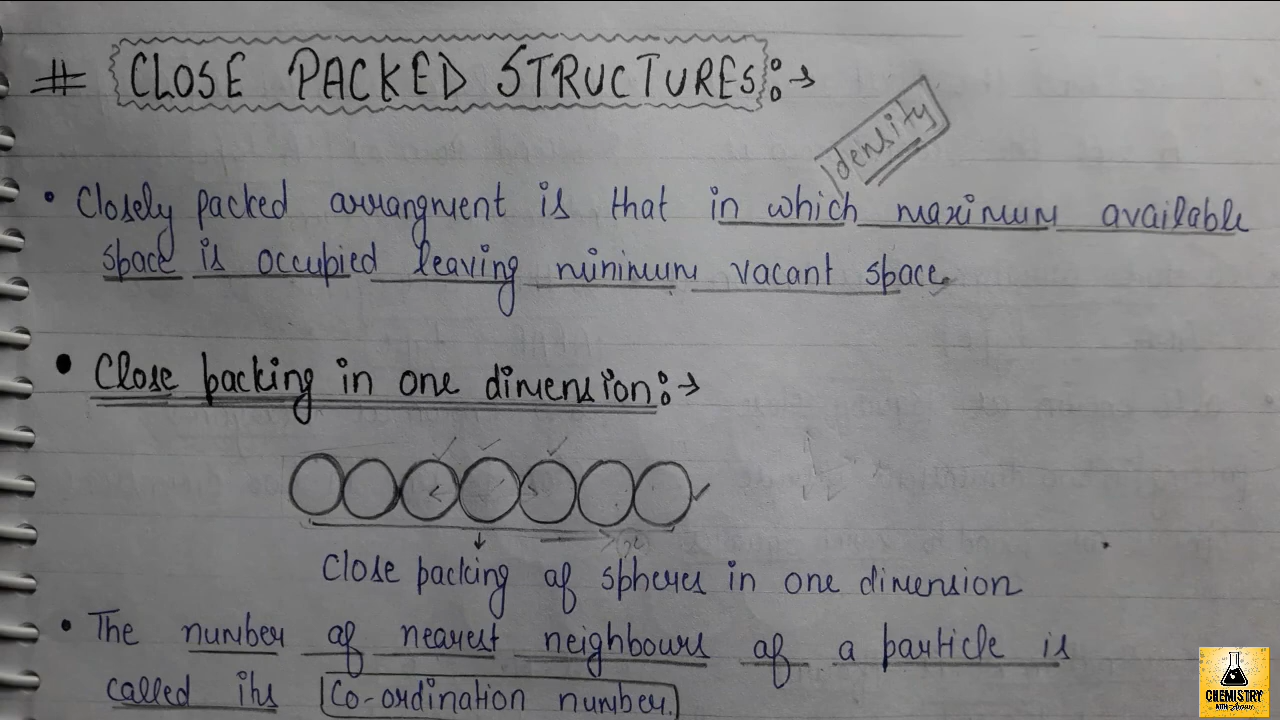 # CLOSE PACKED STRUCTURES:→
density
• Closely packed arrangment is that in which maximum available
space is occupied leaving minimum vacant space.
• Close packing in one dimension:→
Close packing of spheres in one dimension
• The number of nearest neighbours of a particle is
called its Co-ordination number.
CHEMISTRY